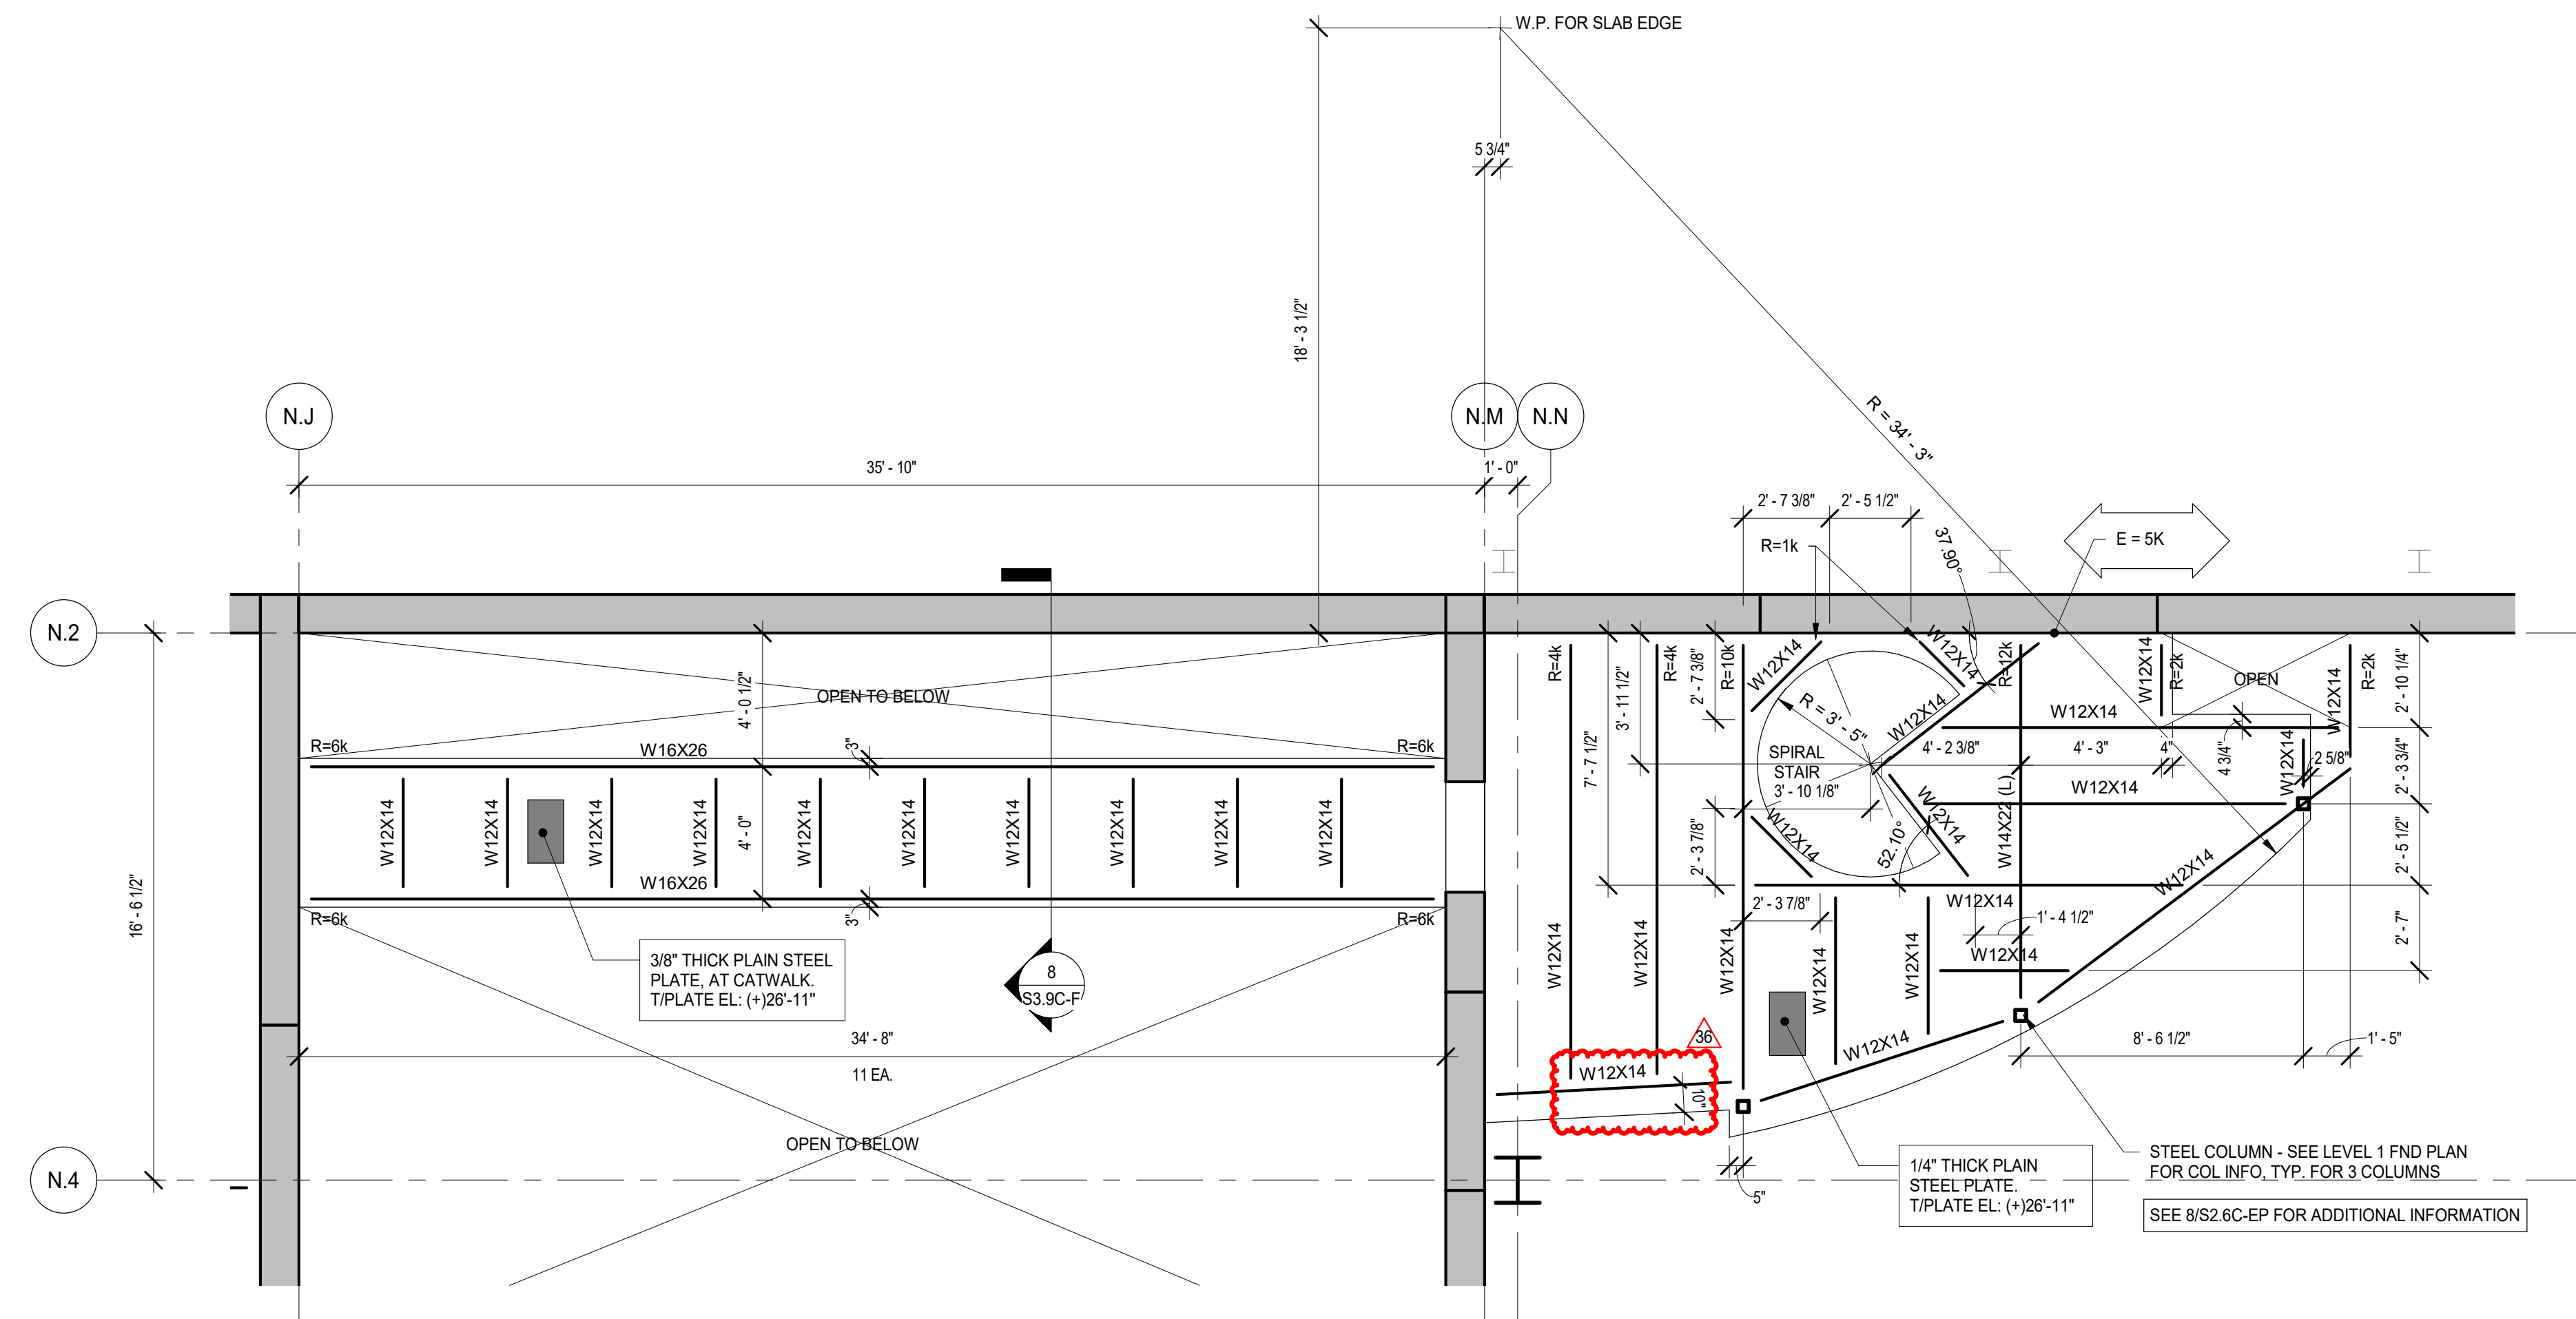 W.P. FOR SLAB EDGE
5 3/4"
18' - 3 1/2"
R = 34' - 3"
N.J
N.M
N.N
35' - 10"
1' - 0"
2' - 7 3/8"
2' - 5 1/2"
R=1k
37.90°
E = 5K
N.2
16' - 6 1/2"
N.4
OPEN TO BELOW
4' - 0 1/2"
R=6k
W16X26
3"
R=6k
W12X14
W12X14
W12X14
W12X14
4' - 0"
W12X14
W12X14
W12X14
W12X14
W12X14
W12X14
W16X26
R=6k
3"
R=6k
3/8" THICK PLAIN STEEL
PLATE, AT CATWALK.
T/PLATE EL: (+)26'-11"
8
S3.9C-F
34' - 8"
11 EA.
OPEN TO BELOW
R=4k
R=4k
R=10k
W12X14
W12X14
R=12k
W12X14
R=2k
OPEN
W12X14
R=2k
2' - 10 1/4"
7' - 7 1/2"
3' - 11 1/2"
2' - 7 3/8"
R = 3' - 5"
W12X14
W12X14
SPIRAL
STAIR
3' - 10 1/8"
4' - 2 3/8"
4' - 3"
4"
4 3/4"
W12X14
2 5/8"
2' - 3 3/4"
W12X14
2' - 3 7/8"
W12X14
52.10°
W12X14
W14X22 (L)
W12X14
2' - 5 1/2"
2' - 3 7/8"
W12X14
1' - 4 1/2"
W12X14
2' - 7"
W12X14
W12X14
W12X14
W12X14
W12X14
W12X14
36
W12X14
10"
5"
8' - 6 1/2"
1' - 5"
1/4" THICK PLAIN
STEEL PLATE.
T/PLATE EL: (+)26'-11"
STEEL COLUMN - SEE LEVEL 1 FND PLAN
FOR COL INFO, TYP. FOR 3 COLUMNS
SEE 8/S2.6C-EP FOR ADDITIONAL INFORMATION